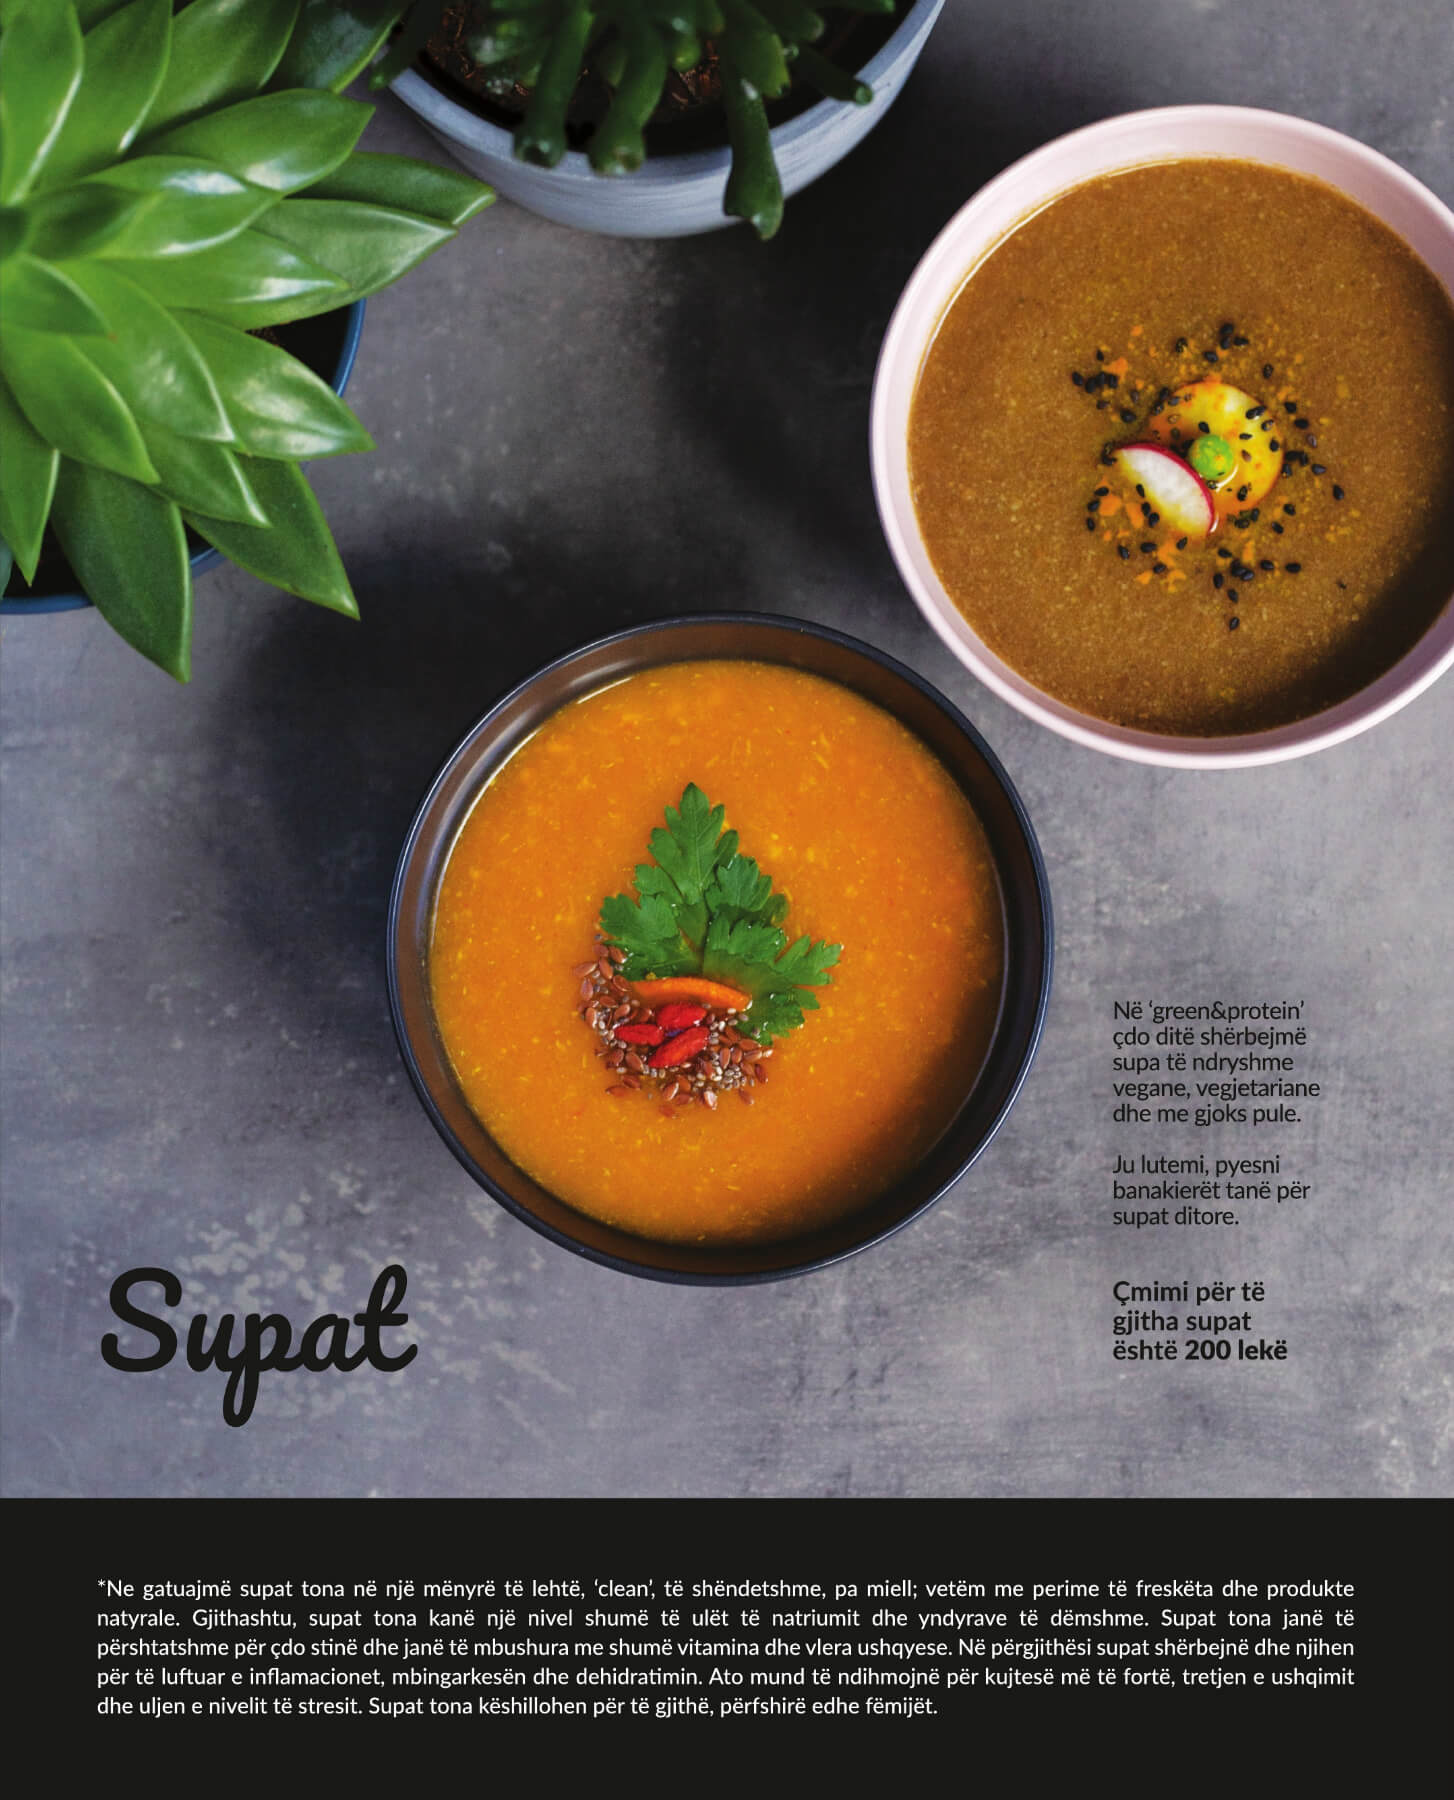 Në ‘green&protein’
çdo ditë shërbejmë
supa të ndryshme
vegane, vegjetariane
dhe me gjoks pule.
Ju lutemi, pyesni
banakierët tanë për
supat ditore.
Çmimi për të
gjitha supat
është 200 lekë
Supat
*Ne gatuajmë supat tona në një mënyrë të lehtë, ‘clean’, të shëndetshme, pa miell; vetëm me perime të freskëta dhe produkte
natyrale. Gjithashtu, supat tona kanë një nivel shumë të ulët të natriumit dhe yndyrave të dëmshme. Supat tona janë të
përshtatshme për çdo stinë dhe janë të mbushura me shumë vitamina dhe vlera ushqyese. Në përgjithësi supat shërbejnë dhe njihen
për të luftuar e inflamacionet, mbingarkesën dhe dehidratimin. Ato mund të ndihmojnë për kujtesë më të fortë, tretjen e ushqimit
dhe uljen e nivelit të stresit. Supat tona këshillohen për të gjithë, përfshirë edhe fëmijët.